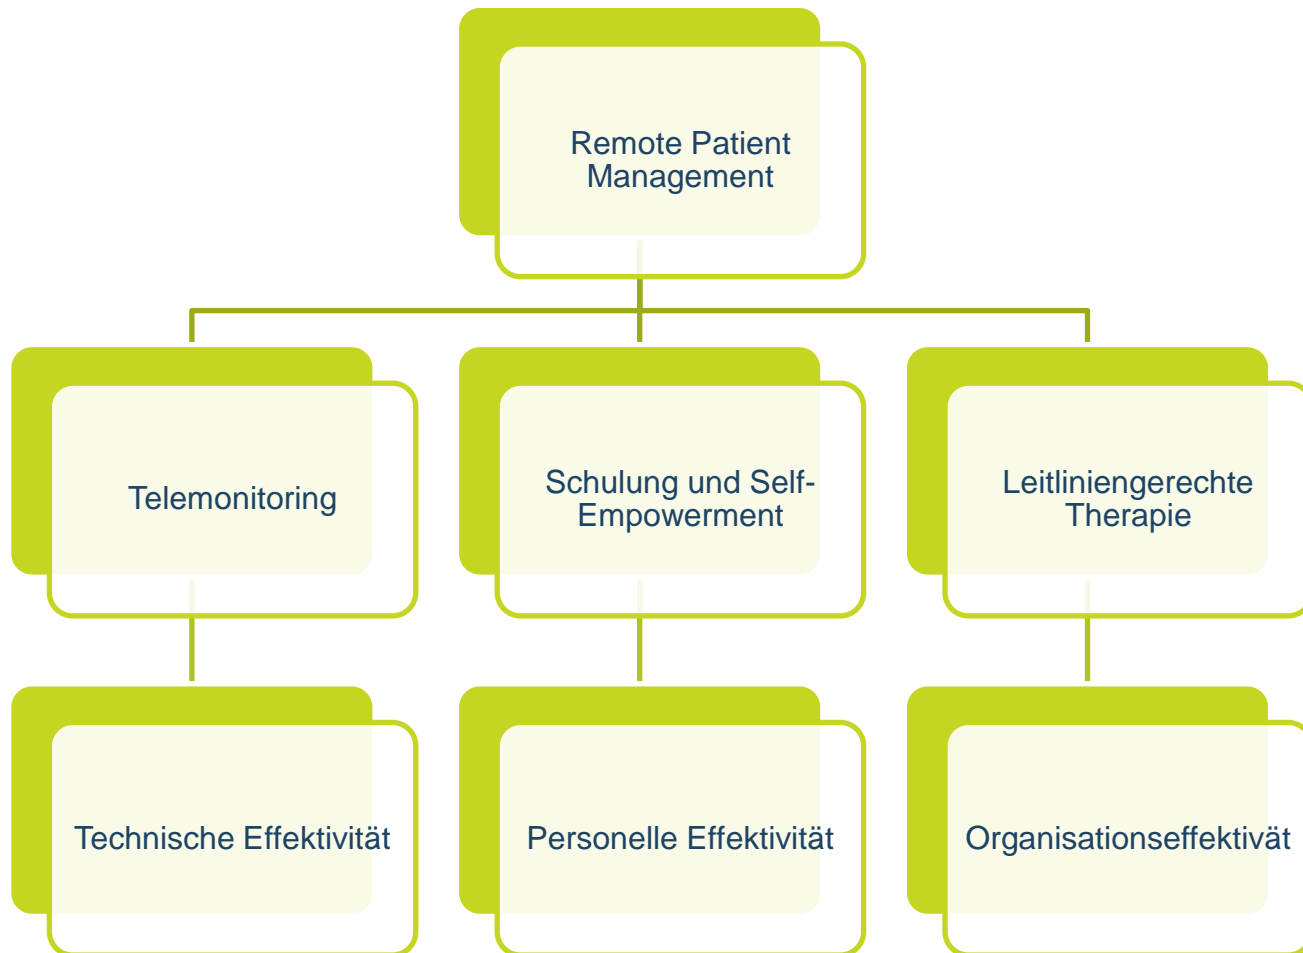 Remote Patient
Management
Telemonitoring
Schulung und Self-
Empowerment
Leitliniengerechte
Therapie
Technische Effektivität
Personelle Effektivität
Organisationseffektivät